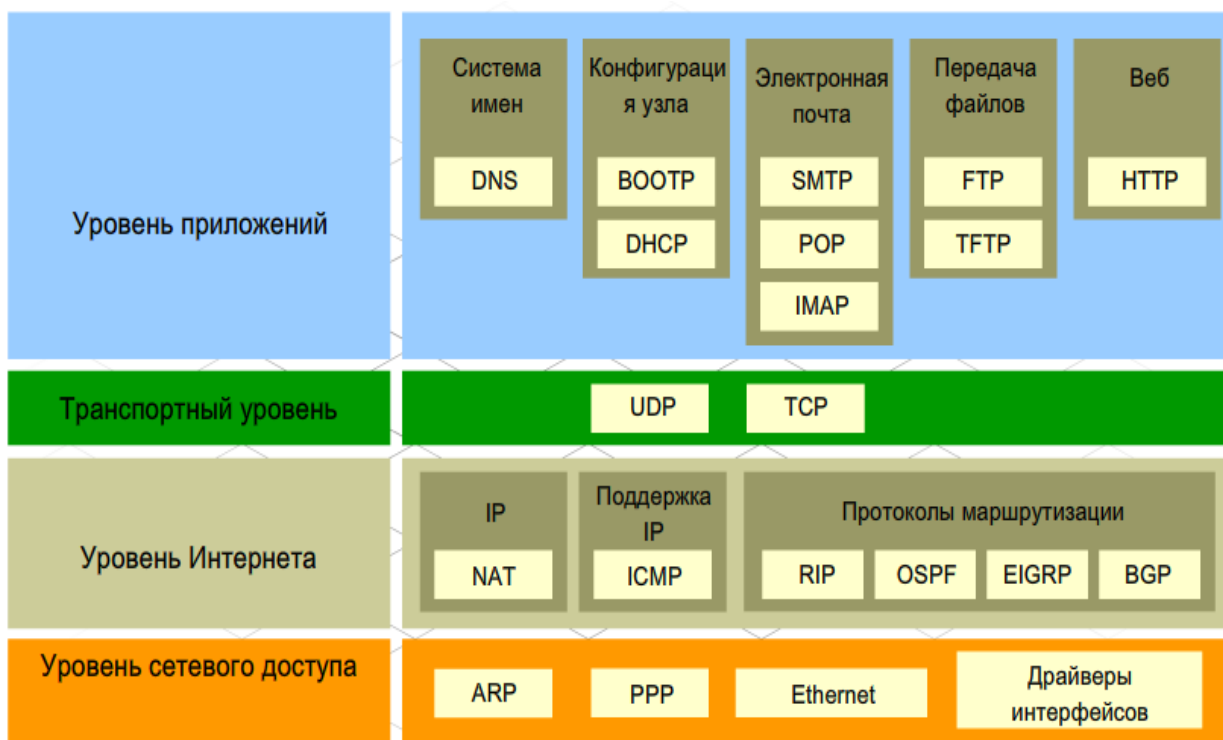 Уровень приложений
Система
имен
DNS
Конфигураци
я узла
BOOTP
DHCP
Электронная
почта
SMTP
POP
IMAP
Передача
файлов
FTP
TFTP
Веб
HTTP
Транспортный уровень
UDP
TCP
Уровень Интернета
IP
NAT
Поддержка
IP
ICMP
Протоколы маршрутизации
RIP
OSPF
EIGRP
BGP
Уровень сетевого доступа
ARP
PPP
Ethernet
Драйверы
интерфейсов